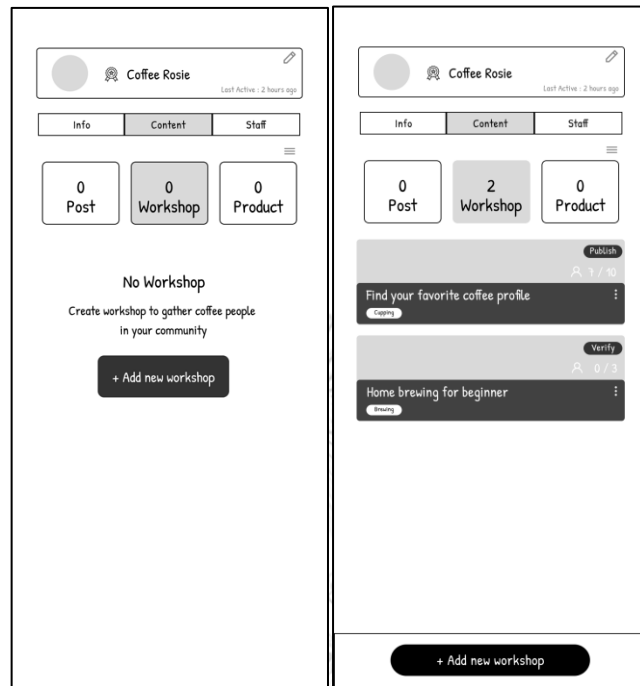 Coffee Rosie
Last Active : 2 hours ago
Info Content Staff
0 0 0
Post Workshop Product
No Workshop
Create workshop to gather coffee people
in your community
+ Add new workshop
Coffee Rosie
Last Active : 2 hours ago
Info Content Staff
0 2 0
Post Workshop Product
Publish
7 / 10
Find your favorite coffee profile
Cupping
Verify
0 / 3
Home brewing for beginner
Brewing
+ Add new workshop